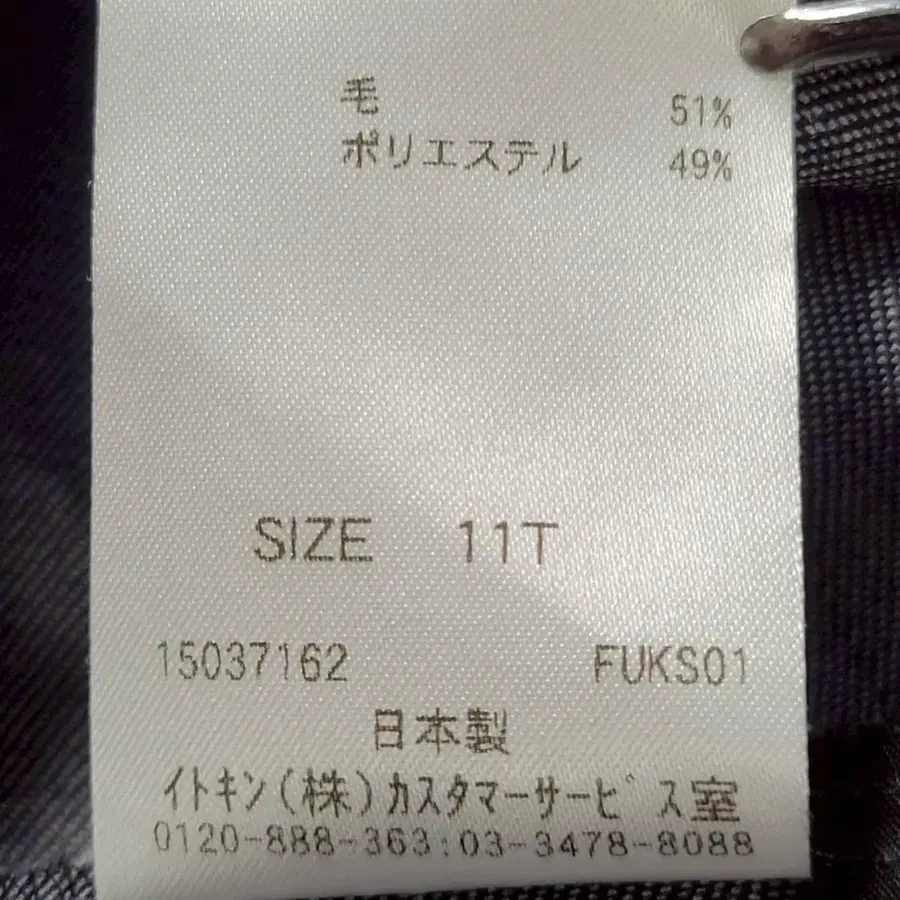 毛 51%
ポリエステル 49%
SIZE 11T
15037162 FUKS01
日本製
イトキン(株)カスタマーサービス室
0120-888-363:03-3478-8088